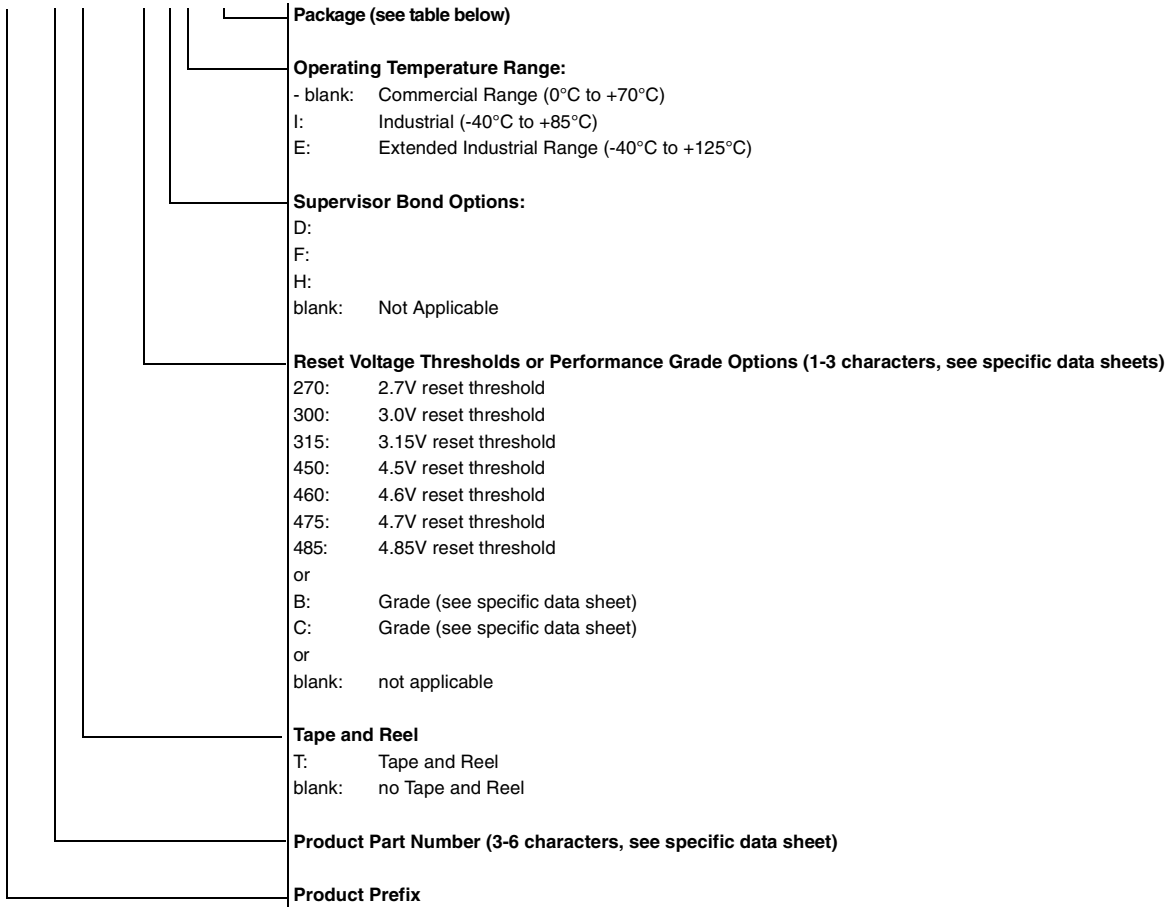 Package (see table below)
Operating Temperature Range:
- blank: Commercial Range (0°C to +70°C)
I: Industrial (-40°C to +85°C)
E: Extended Industrial Range (-40°C to +125°C)
Supervisor Bond Options:
D:
F:
H:
blank: Not Applicable
Reset Voltage Thresholds or Performance Grade Options (1-3 characters, see specific data sheets)
270: 2.7V reset threshold
300: 3.0V reset threshold
315: 3.15V reset threshold
450: 4.5V reset threshold
460: 4.6V reset threshold
475: 4.7V reset threshold
485: 4.85V reset threshold
or
B: Grade (see specific data sheet)
C: Grade (see specific data sheet)
or
blank: not applicable
Tape and Reel
T: Tape and Reel
blank: no Tape and Reel
Product Part Number (3-6 characters, see specific data sheet)
Product Prefix